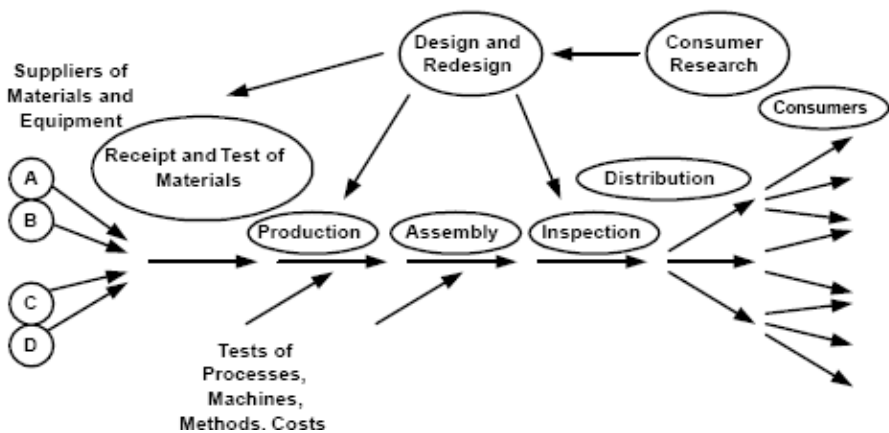 Design and
Redesign
Consumer
Research
Suppliers of
Materials and
Equipment
Consumers
Receipt and Test of
Materials
A
B
Distribution
Production
Assembly
Inspection
C
D
Tests of
Processes,
Machines,
Methods, Costs